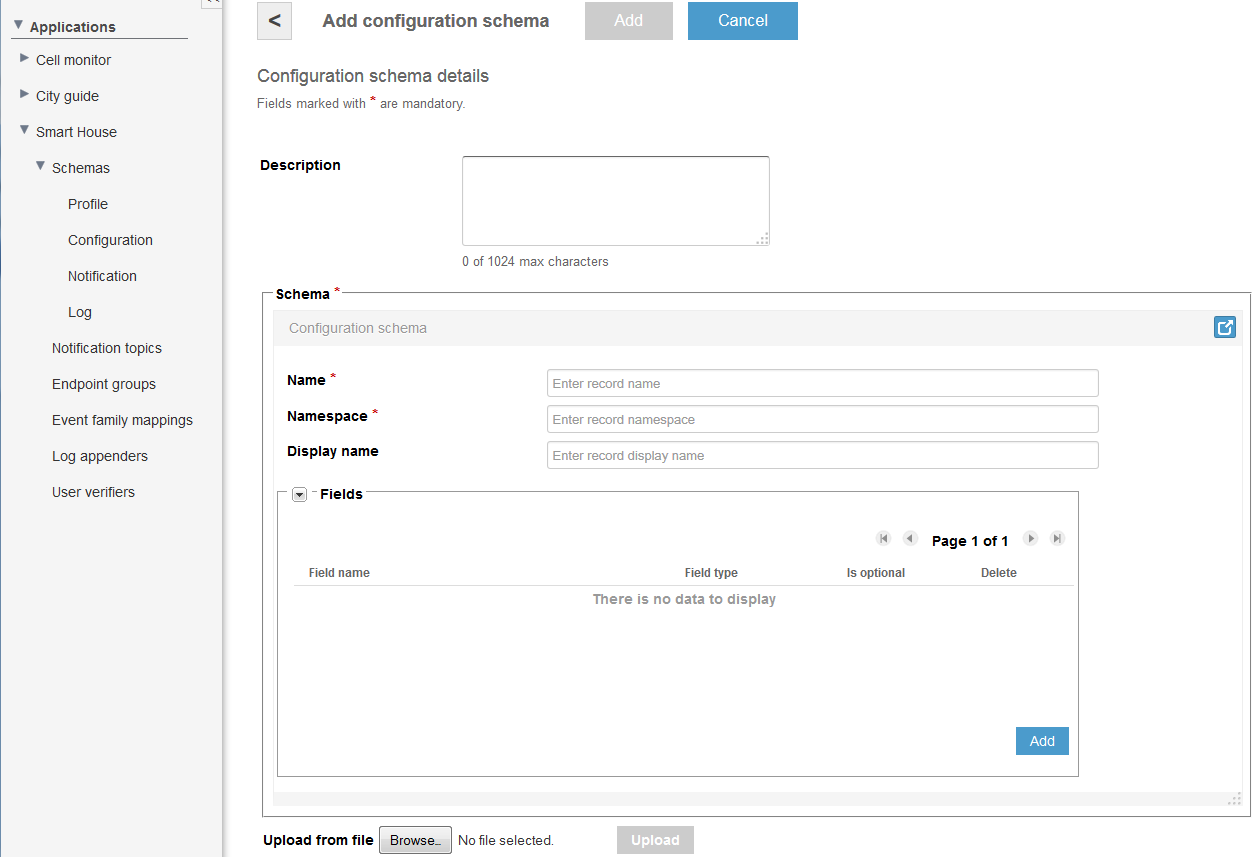 Applications
Cell monitor
City guide
Smart House
Schemas
Profile
Configuration
Notification
Log
Notification topics
Endpoint groups
Event family mappings
Log appenders
User verifiers
< Add configuration schema Add Cancel
Configuration schema details
Fields marked with * are mandatory.
Description
0 of 1024 max characters
Schema *
Configuration schema
Name * Enter record name
Namespace * Enter record namespace
Display name Enter record display name
Fields
Page 1 of 1
Field name Field type Is optional Delete
There is no data to display
Add
Upload from file Browse… No file selected. Upload